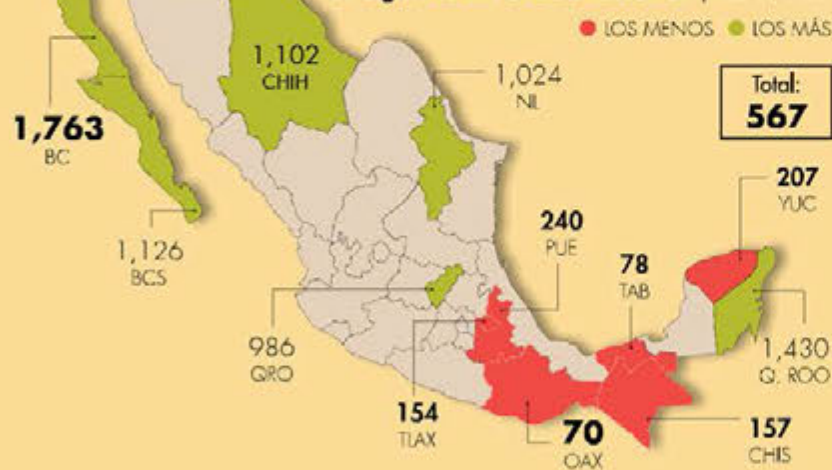 LOS MENOS
LOS MÁS
1,102
CHIH
1,024
NL
Total:
567
1,763
BC
207
YUC
1,126
BCS
240
PUE
78
TAB
986
QRO
1,430
Q. ROO
154
TLAX
70
OAX
157
CHIS